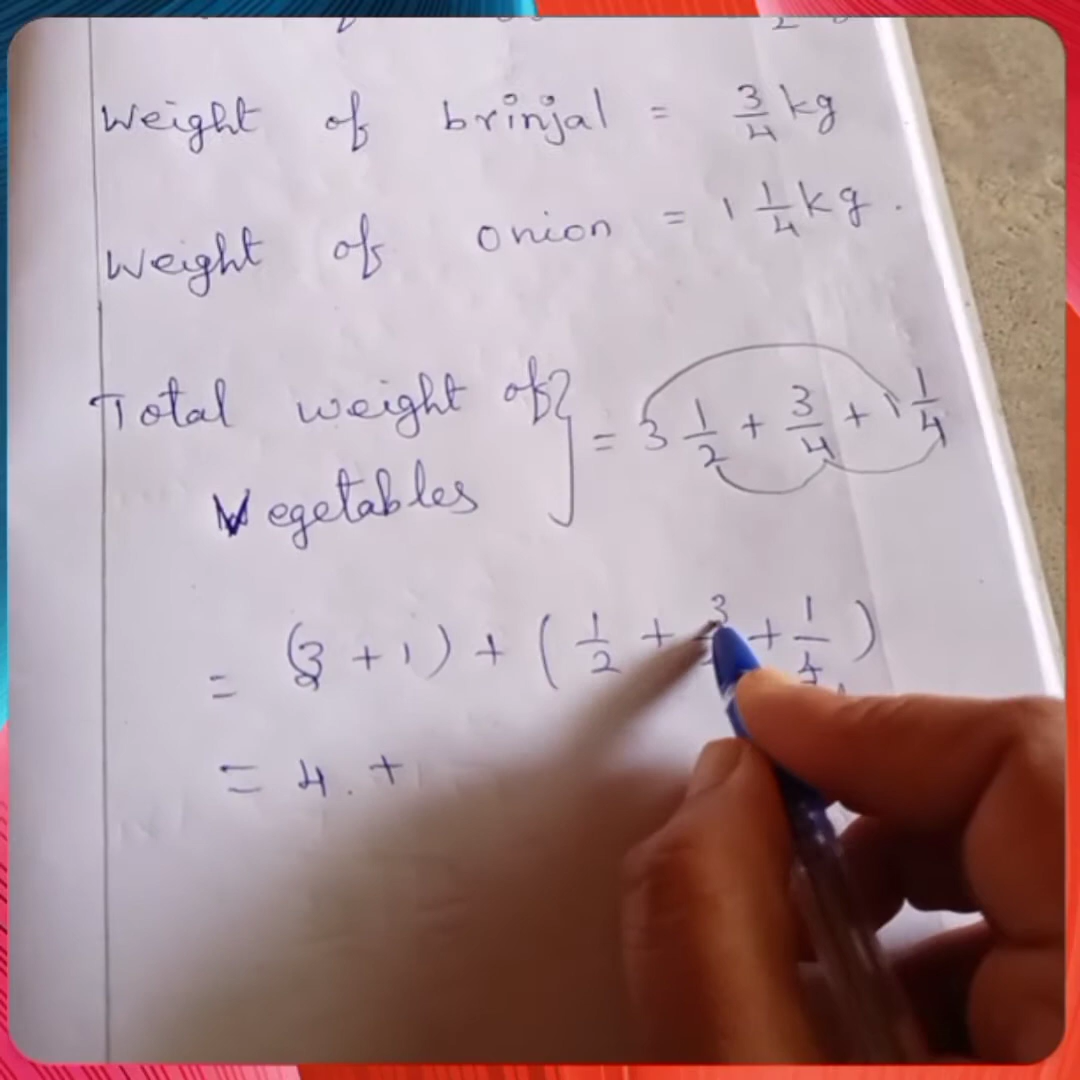 Weight of brinjal = 3/4 kg
Weight of onion = 1 1/4 kg.
Total weight of } = 3 1/2 + 3/4 + 1 1/4
Vegetables
= (3 + 1) + (1/2 + 3/ + 1/4)
= 4 . +